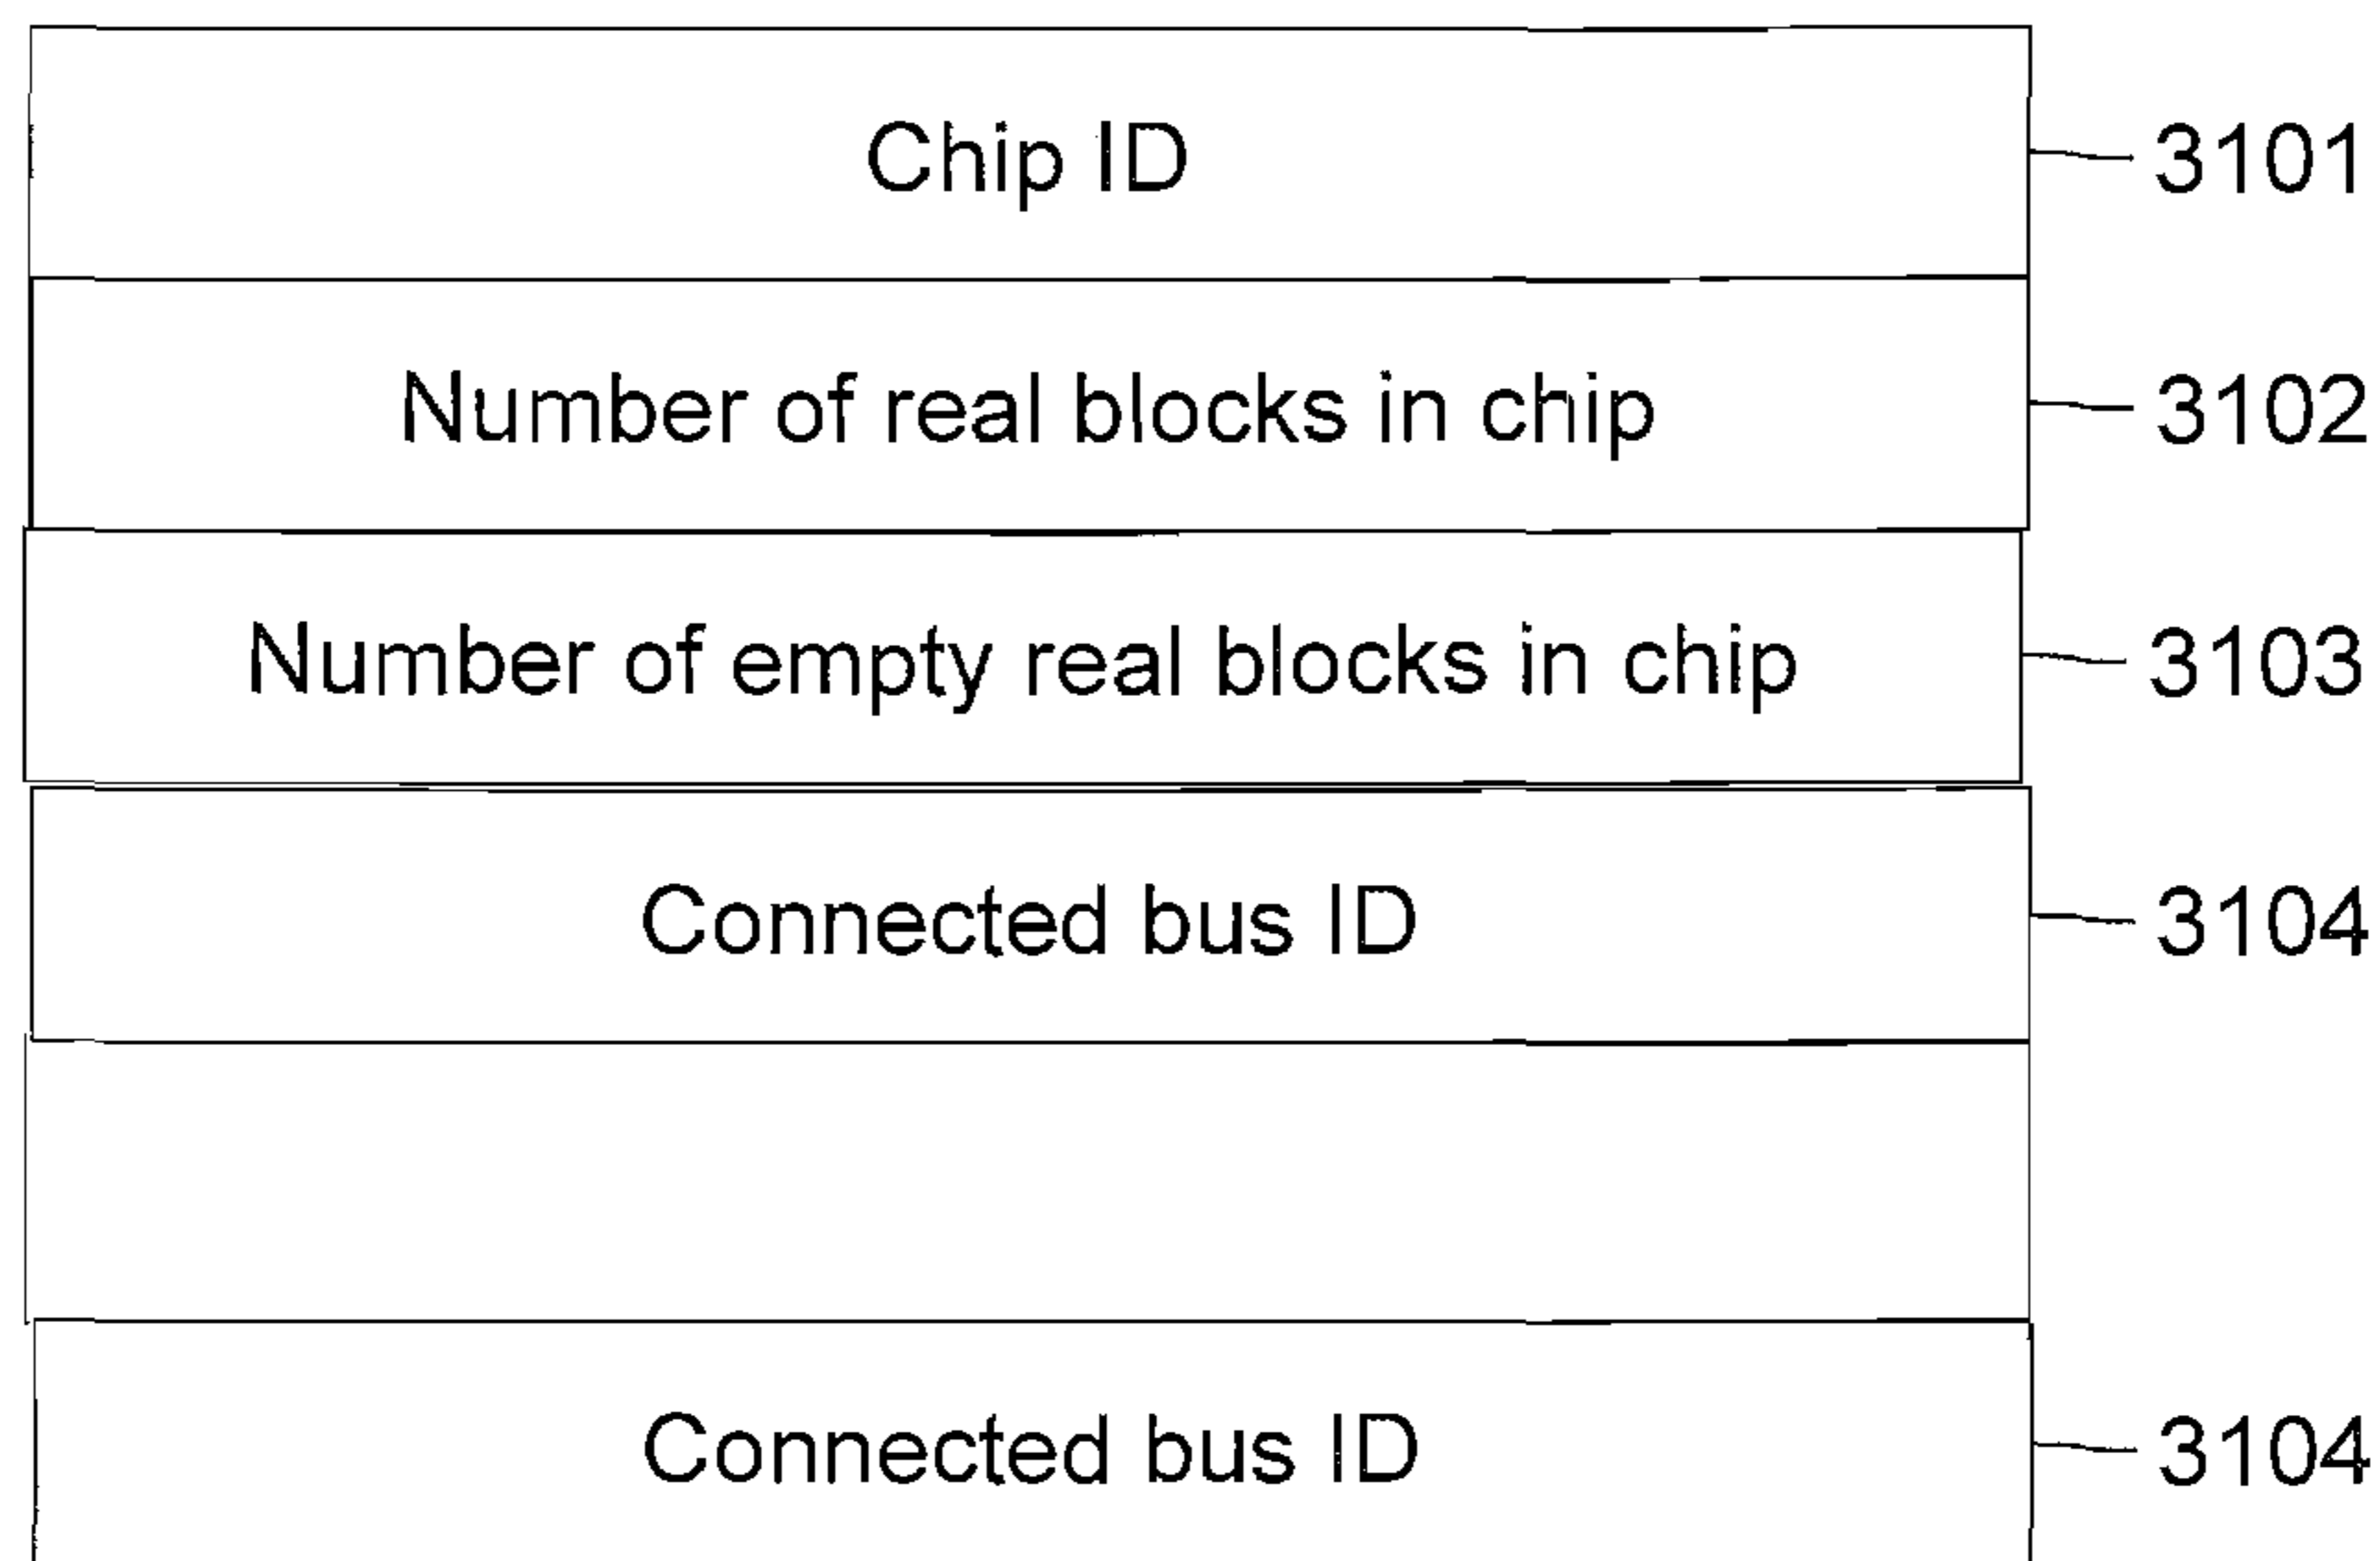 Chip ID 3101
Number of real blocks in chip 3102
Number of empty real blocks in chip 3103
Connected bus ID 3104
Connected bus ID 3104